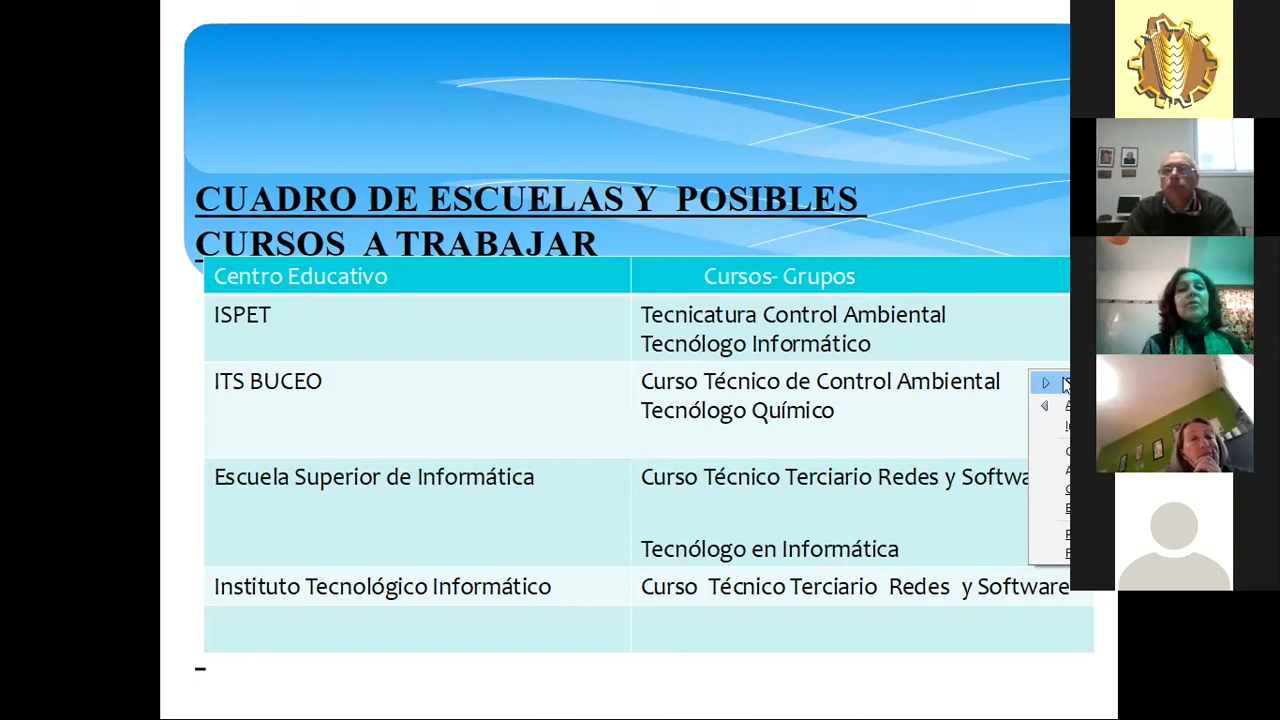 CUADRO DE ESCUELAS Y POSIBLES
CURSOS A TRABAJAR
Centro Educativo
Cursos- Grupos
ISPET
Tecnicatura Control Ambiental
Tecnólogo Informático
ITS BUCEO
Curso Técnico de Control Ambiental
Tecnólogo Químico
Escuela Superior de Informática
Curso Técnico Terciario Redes y Softwa
Tecnólogo en Informática
Instituto Tecnológico Informático
Curso Técnico Terciario Redes y Software